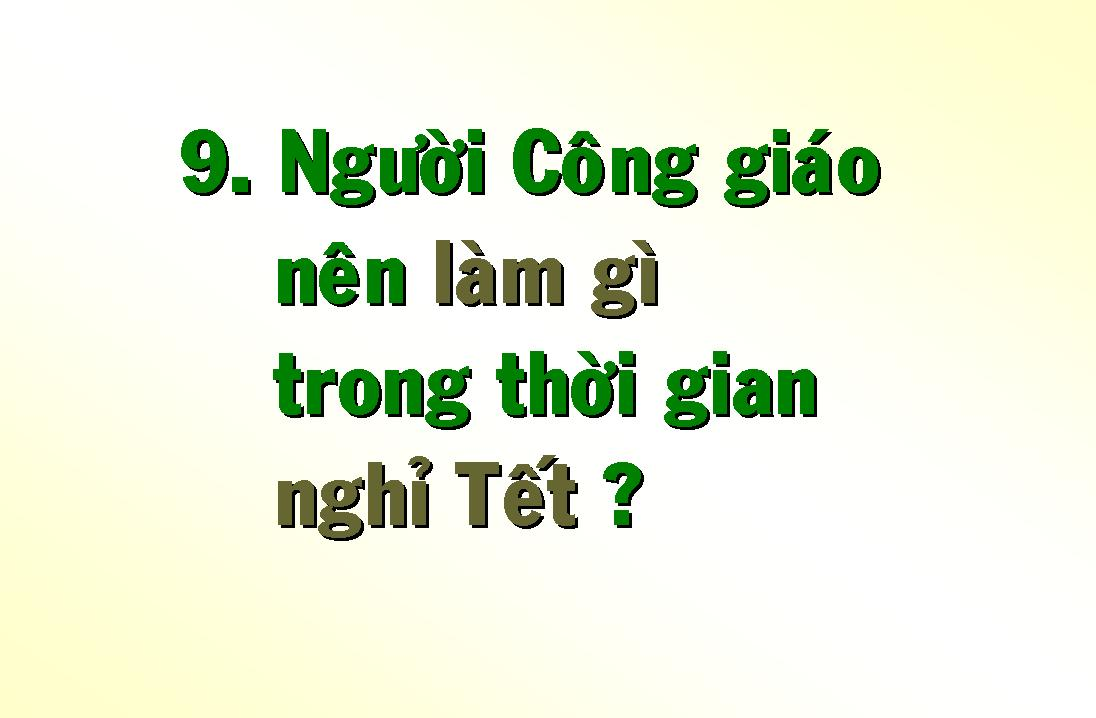 9. Người Công giáo
nên làm gì
trong thời gian
nghỉ Tết ?